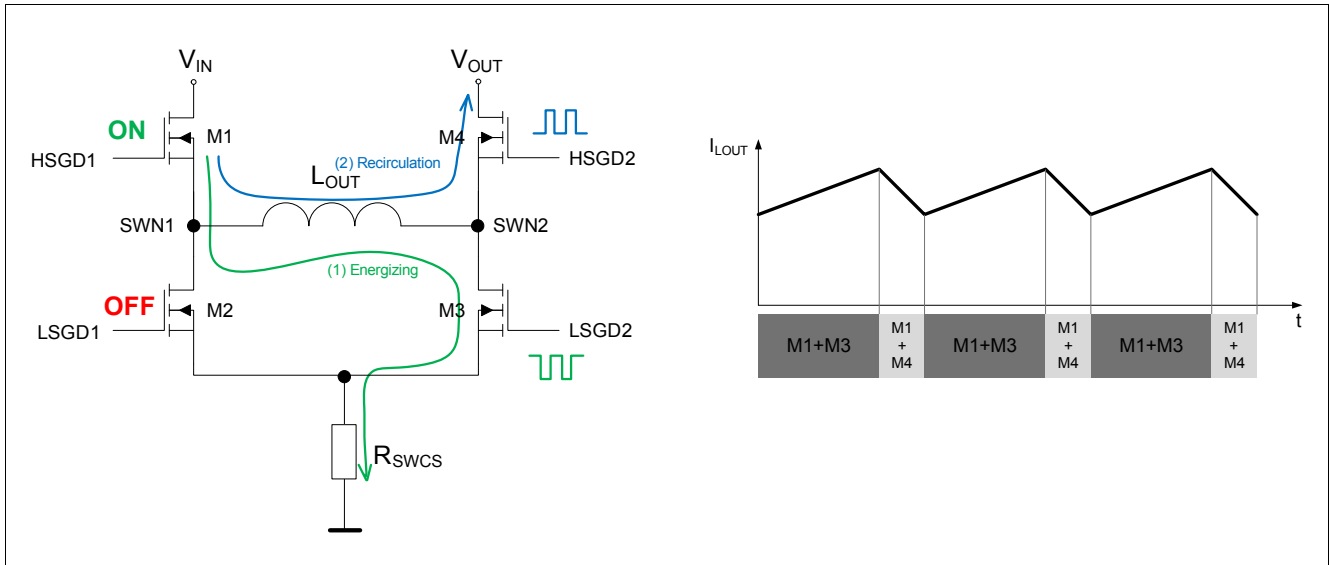 VIN
VOUT
ON
M1
M4
HSGD1
(2) Recirculation
HSGD2
LOUT
SWN1
SWN2
(1) Energizing
OFF
M2
M3
LSGD1
LSGD2
RSWCS
ILOUT
t
M1+M3
M1
+
M4
M1+M3
M1
+
M4
M1+M3
M1
+
M4